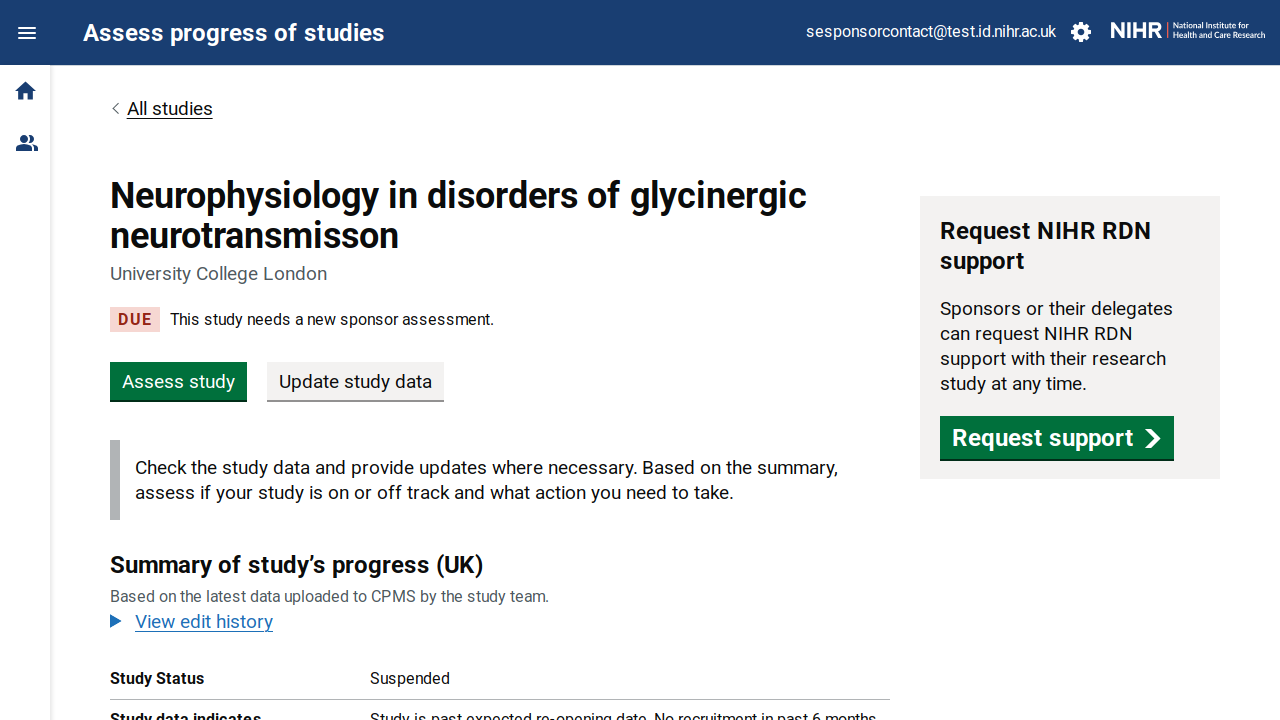 Assess progress of studies
sesponsorcontact@test.id.nihr.ac.uk
NIHR
National Institute for
Health and Care Research
All studies
Neurophysiology in disorders of glycinergic
neurotransmisson
University College London
DUE This study needs a new sponsor assessment.
Assess study Update study data
Check the study data and provide updates where necessary. Based on the summary,
assess if your study is on or off track and what action you need to take.
Summary of study’s progress (UK)
Based on the latest data uploaded to CPMS by the study team.
View edit history
Study Status Suspended
Study data indicates Study is past expected re-opening date, No recruitment in past 6 months
Request NIHR RDN
support
Sponsors or their delegates
can request NIHR RDN
support with their research
study at any time.
Request support